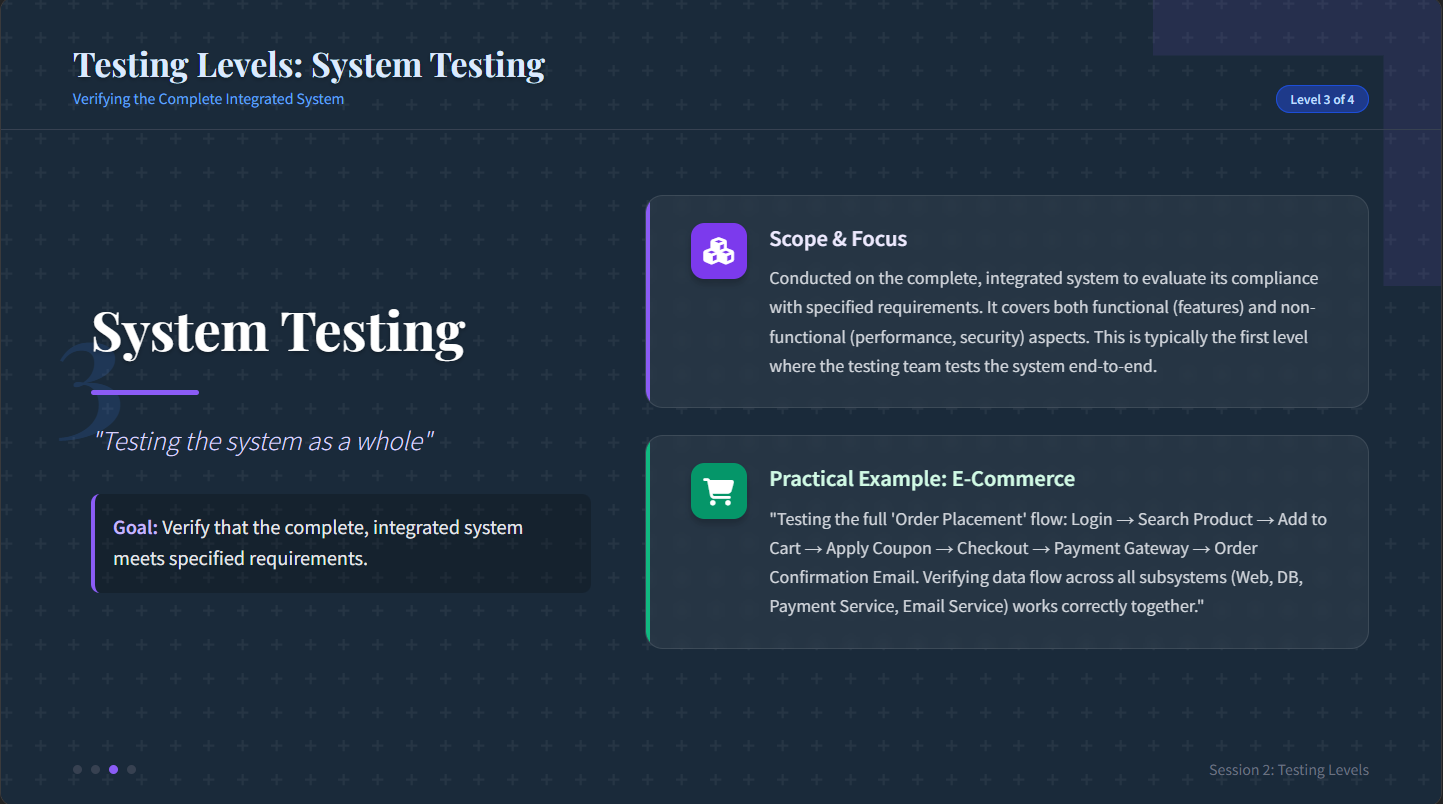 Testing Levels: System Testing
Verifying the Complete Integrated System
Level 3 of 4
3
System Testing
"Testing the system as a whole"
Goal: Verify that the complete, integrated system
meets specified requirements.
Scope & Focus
Conducted on the complete, integrated system to evaluate its compliance
with specified requirements. It covers both functional (features) and non-
functional (performance, security) aspects. This is typically the first level
where the testing team tests the system end-to-end.
Practical Example: E-Commerce
"Testing the full 'Order Placement' flow: Login → Search Product → Add to
Cart → Apply Coupon → Checkout → Payment Gateway → Order
Confirmation Email. Verifying data flow across all subsystems (Web, DB,
Payment Service, Email Service) works correctly together."
Session 2: Testing Levels